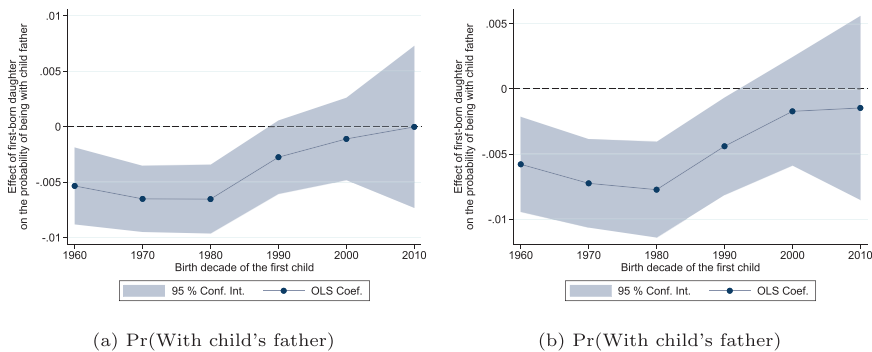 Effect of first-born daughter
on the probability of being with child father
.01
.005
0
-.005
-.01
1960 1970 1980 1990 2000 2010
Birth decade of the first child
95 % Conf. Int. OLS Coef.
(a) Pr(With child's father)
Effect of first-born daughter
on the probability of being with child father
.005
0
-.005
-.01
1960 1970 1980 1990 2000 2010
Birth decade of the first child
95 % Conf. Int. OLS Coef.
(b) Pr(With child's father)